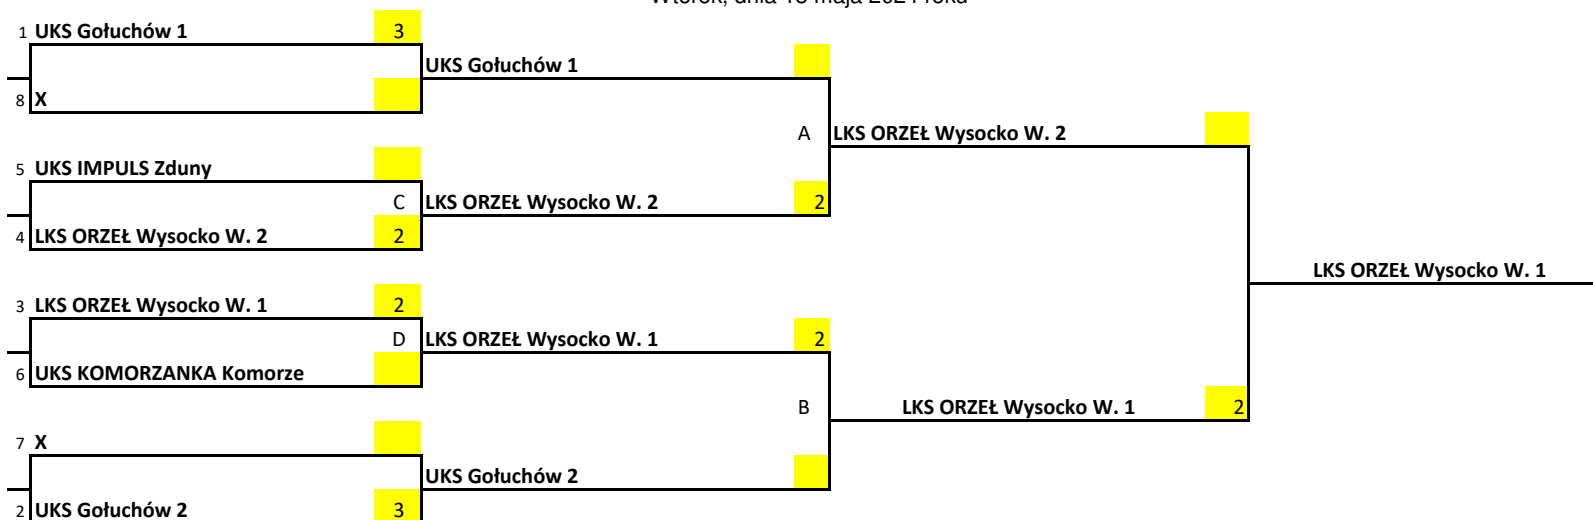 1 UKS Gołuchów 1 3
UKS Gołuchów 1
8 X
A LKS ORZEŁ Wysocko W. 2
5 UKS IMPULS Zduny
C LKS ORZEŁ Wysocko W. 2 2
4 LKS ORZEŁ Wysocko W. 2 2
LKS ORZEŁ Wysocko W. 1
3 LKS ORZEŁ Wysocko W. 1 2
D LKS ORZEŁ Wysocko W. 1 2
6 UKS KOMORZANKA Komorze
B LKS ORZEŁ Wysocko W. 1 2
7 X
UKS Gołuchów 2
2 UKS Gołuchów 2 3